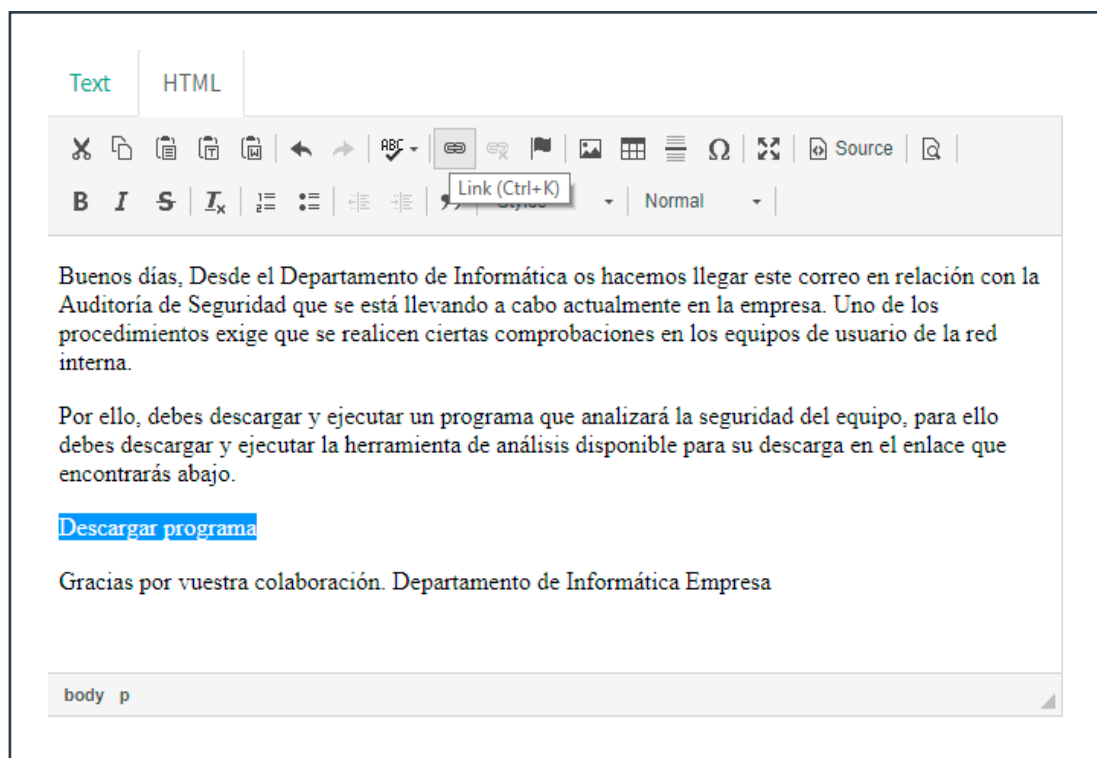 Text HTML
ABC Source
Link (Ctrl+K)
B I S Normal
Buenos días, Desde el Departamento de Informática os hacemos llegar este correo en relación con la
Auditoría de Seguridad que se está llevando a cabo actualmente en la empresa. Uno de los
procedimientos exige que se realicen ciertas comprobaciones en los equipos de usuario de la red
interna.
Por ello, debes descargar y ejecutar un programa que analizará la seguridad del equipo, para ello
debes descargar y ejecutar la herramienta de análisis disponible para su descarga en el enlace que
encontrarás abajo.
Descargar programa
Gracias por vuestra colaboración. Departamento de Informática Empresa
body p